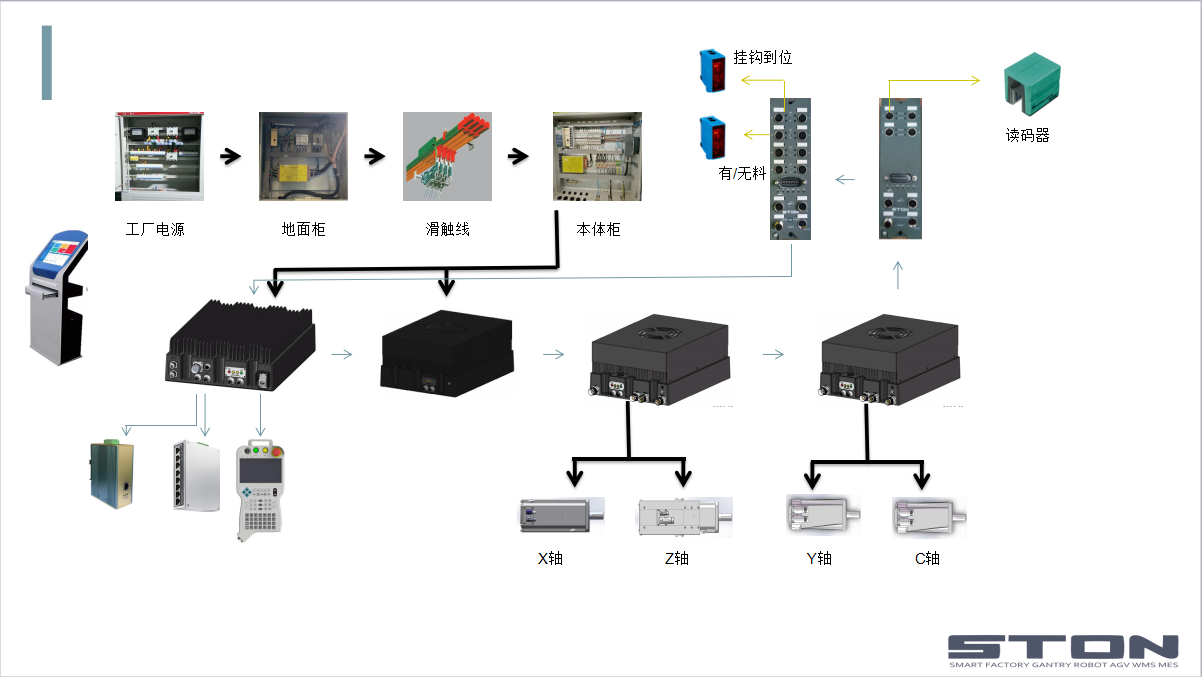 挂钩到位
有/无料
读码器
工厂电源
地面柜
滑触线
本体柜
STON
X轴
Z轴
Y轴
C轴
STON
SMART FACTORY GANTRY ROBOT AGV WMS MES